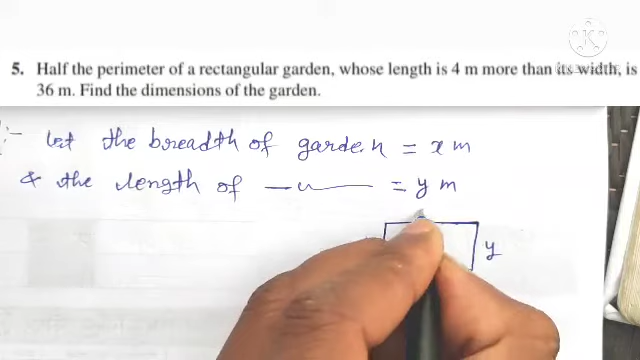 5. Half the perimeter of a rectangular garden, whose length is 4 m more than its width, is
36 m. Find the dimensions of the garden.
:- let the breadth of garden = x m
& the length of —〃— = y m
y